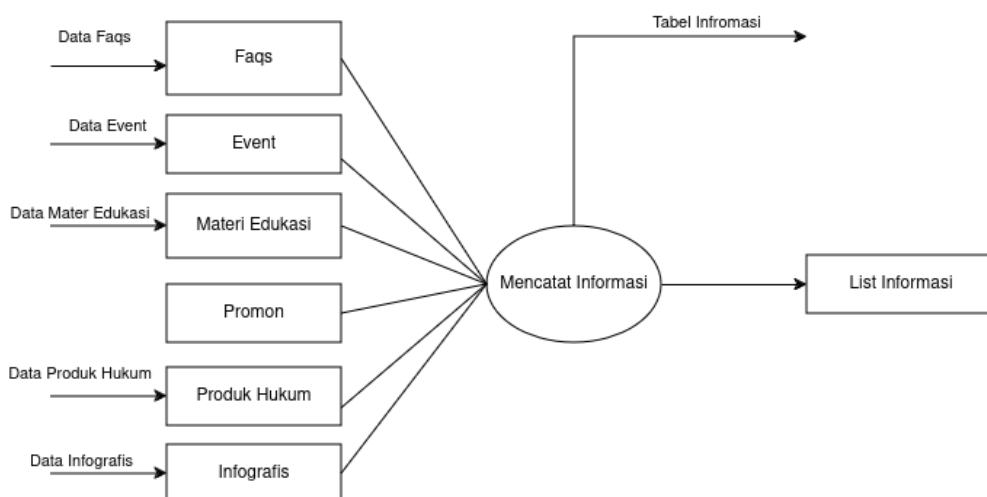 Tabel Infromasi
Data Faqs
Faqs
Data Event
Event
Data Mater Edukasi
Materi Edukasi
Mencatat Informasi
List Informasi
Promon
Data Produk Hukum
Produk Hukum
Data Infografis
Infografis